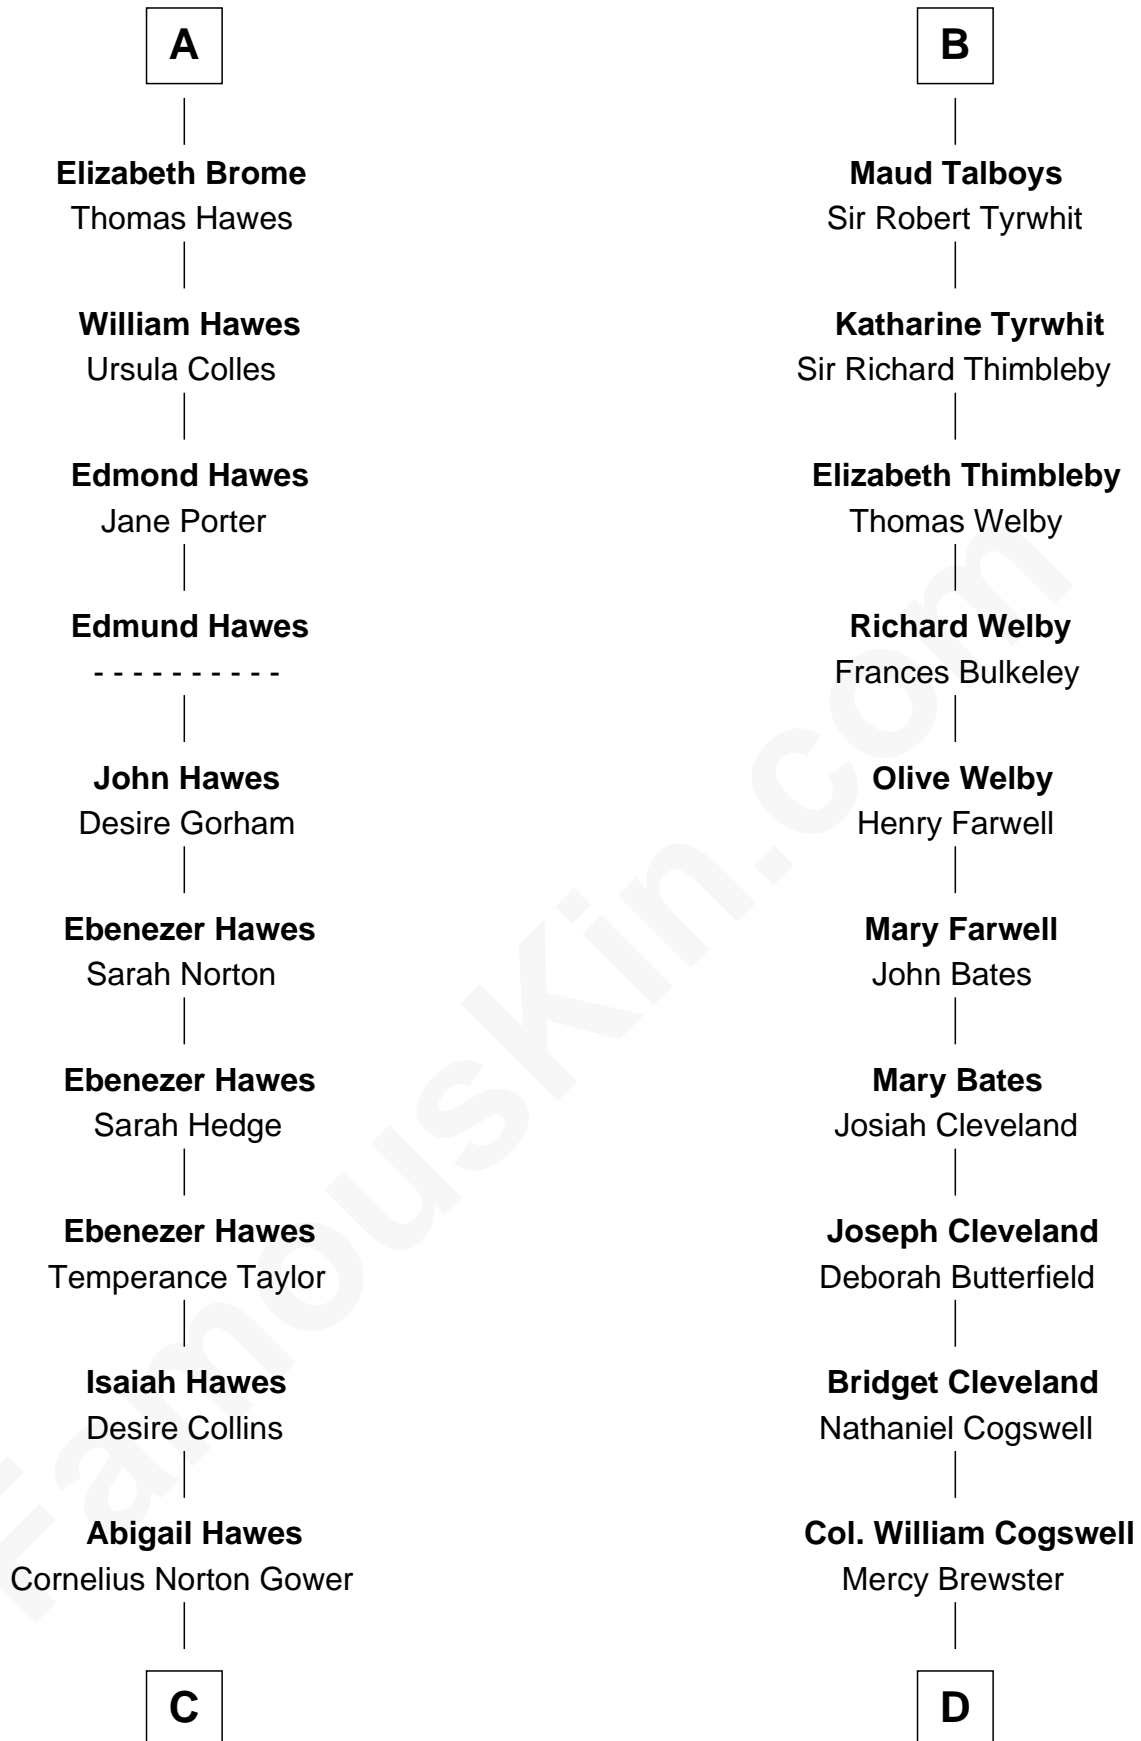 A
Elizabeth Brome
Thomas Hawes
William Hawes
Ursula Colles
Edmond Hawes
Jane Porter
Edmund Hawes
- - - - - - - - - -
John Hawes
Desire Gorham
Ebenezer Hawes
Sarah Norton
Ebenezer Hawes
Sarah Hedge
Ebenezer Hawes
Temperance Taylor
Isaiah Hawes
Desire Collins
Abigail Hawes
Cornelius Norton Gower
C
B
Maud Talboys
Sir Robert Tyrwhit
Katharine Tyrwhit
Sir Richard Thimbleby
Elizabeth Thimbleby
Thomas Welby
Richard Welby
Frances Bulkeley
Olive Welby
Henry Farwell
Mary Farwell
John Bates
Mary Bates
Josiah Cleveland
Joseph Cleveland
Deborah Butterfield
Bridget Cleveland
Nathaniel Cogswell
Col. William Cogswell
Mercy Brewster
D
FamousKin.com